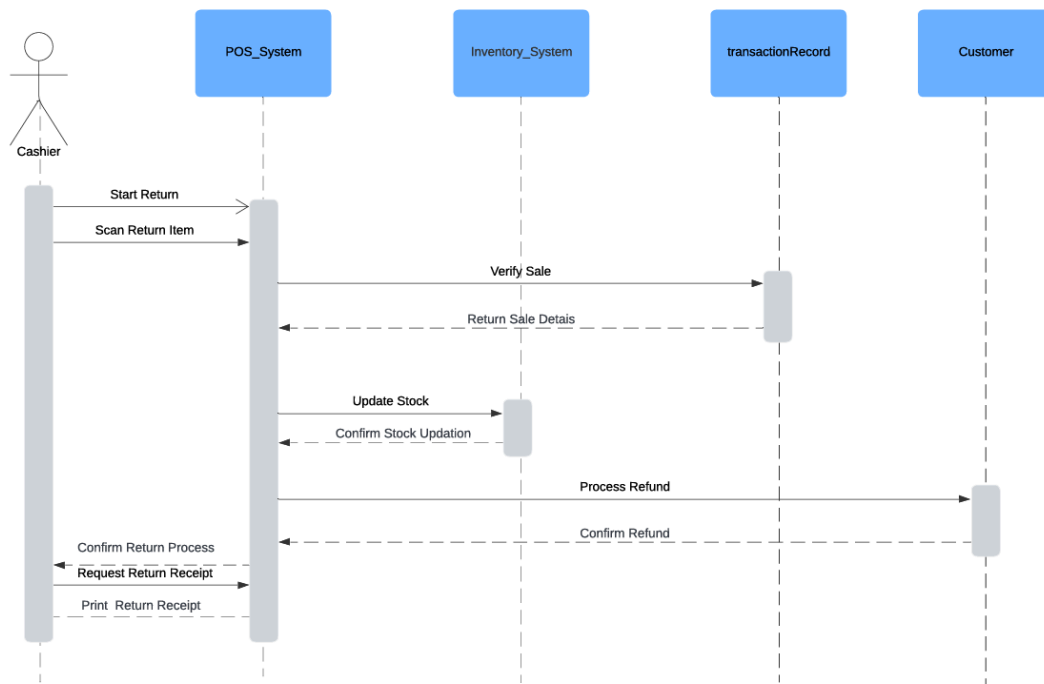 POS_System
Inventory_System
transactionRecord
Customer
Cashier
Start Return
Scan Return Item
Verify Sale
Return Sale Detais
Update Stock
Confirm Stock Updation
Process Refund
Confirm Refund
Confirm Return Process
Request Return Receipt
Print Return Receipt